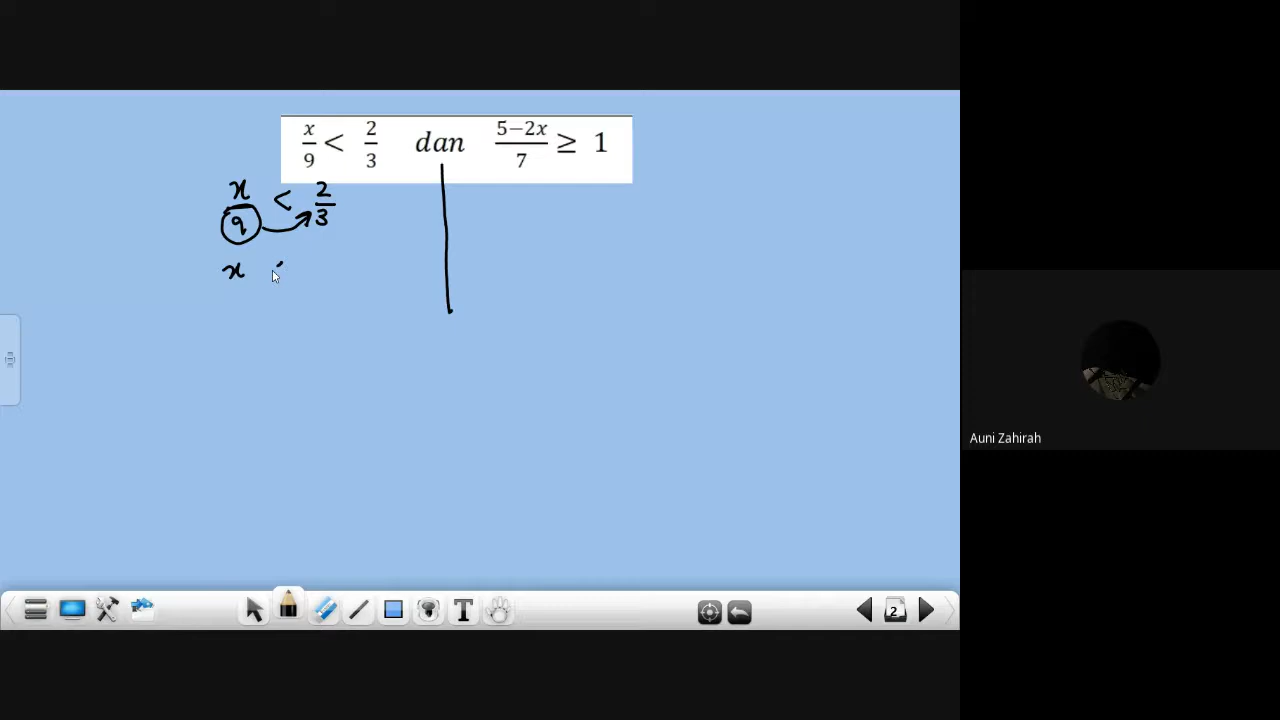 x/9 < 2/3 dan (5−2x)/7 ≥ 1
x/9 < 2/3
x
Auni Zahirah
T
2